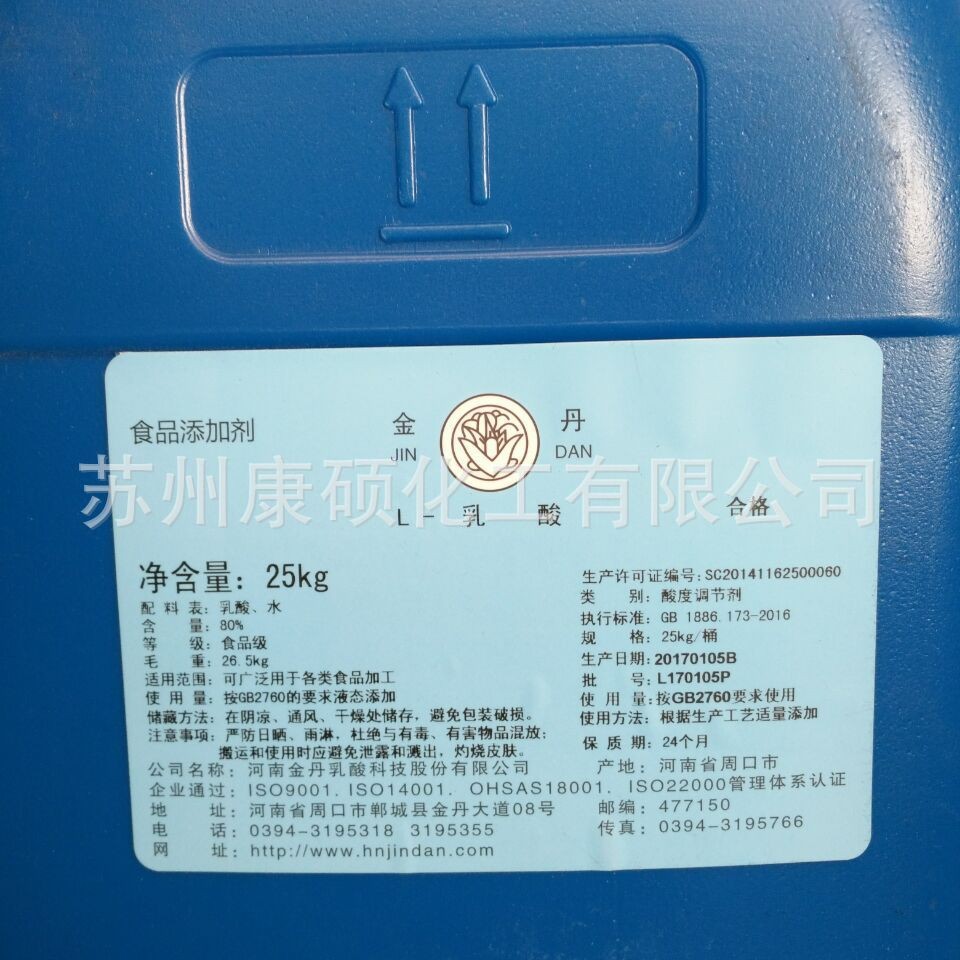 食品添加剂
金 丹
JIN DAN
苏州康硕化工有限公司
L-乳 酸
合格
净含量：25kg
配 料 表：乳酸、水
含 量：80%
等 级：食品级
毛 重：26.5kg
适用范围：可广泛用于各类食品加工
使 用 量：按GB2760的要求液态添加
储藏方法：在阴凉、通风、干燥处储存，避免包装破损。
注意事项：严防日晒、雨淋，杜绝与有毒、有害物品混放；
搬运和使用时应避免泄露和溅出，灼烧皮肤。
生产许可证编号：SC20141162500060
类 别：酸度调节剂
执行标准：GB 1886.173-2016
规 格：25kg/桶
生产日期：20170105B
批 号：L170105P
使 用 量：按GB2760要求使用
使用方法：根据生产工艺适量添加
保 质 期：24个月
公司名称：河南金丹乳酸科技股份有限公司 产 地：河南省周口市
企业通过：ISO9001、ISO14001、OHSAS18001、ISO22000管理体系认证
地 址：河南省周口市郸城县金丹大道08号 邮编：477150
电 话：0394-3195318 3195355 传真：0394-3195766
网 址：http://www.hnjindan.com